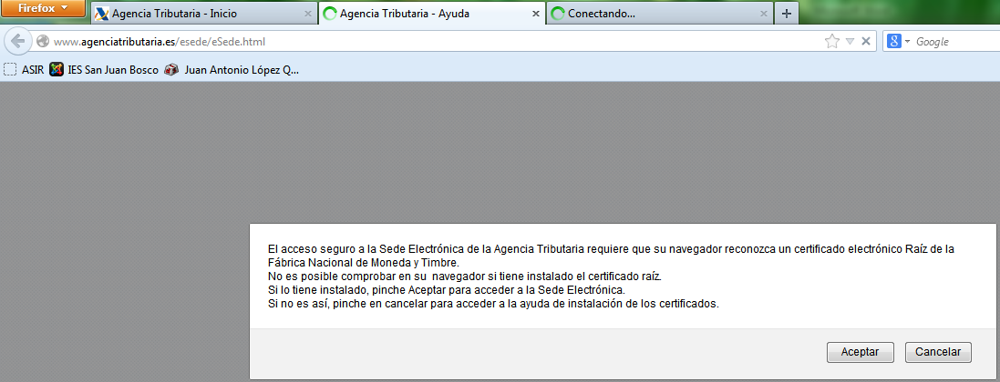 Firefox
Agencia Tributaria - Inicio
Agencia Tributaria - Ayuda
Conectando...
www.agenciatributaria.es/esede/eSede.html
Google
ASIR
IES San Juan Bosco
Juan Antonio López Q...
El acceso seguro a la Sede Electrónica de la Agencia Tributaria requiere que su navegador reconozca un certificado electrónico Raíz de la
Fábrica Nacional de Moneda y Timbre.
No es posible comprobar en su navegador si tiene instalado el certificado raíz.
Si lo tiene instalado, pinche Aceptar para acceder a la Sede Electrónica.
Si no es así, pinche en cancelar para acceder a la ayuda de instalación de los certificados.
Aceptar
Cancelar